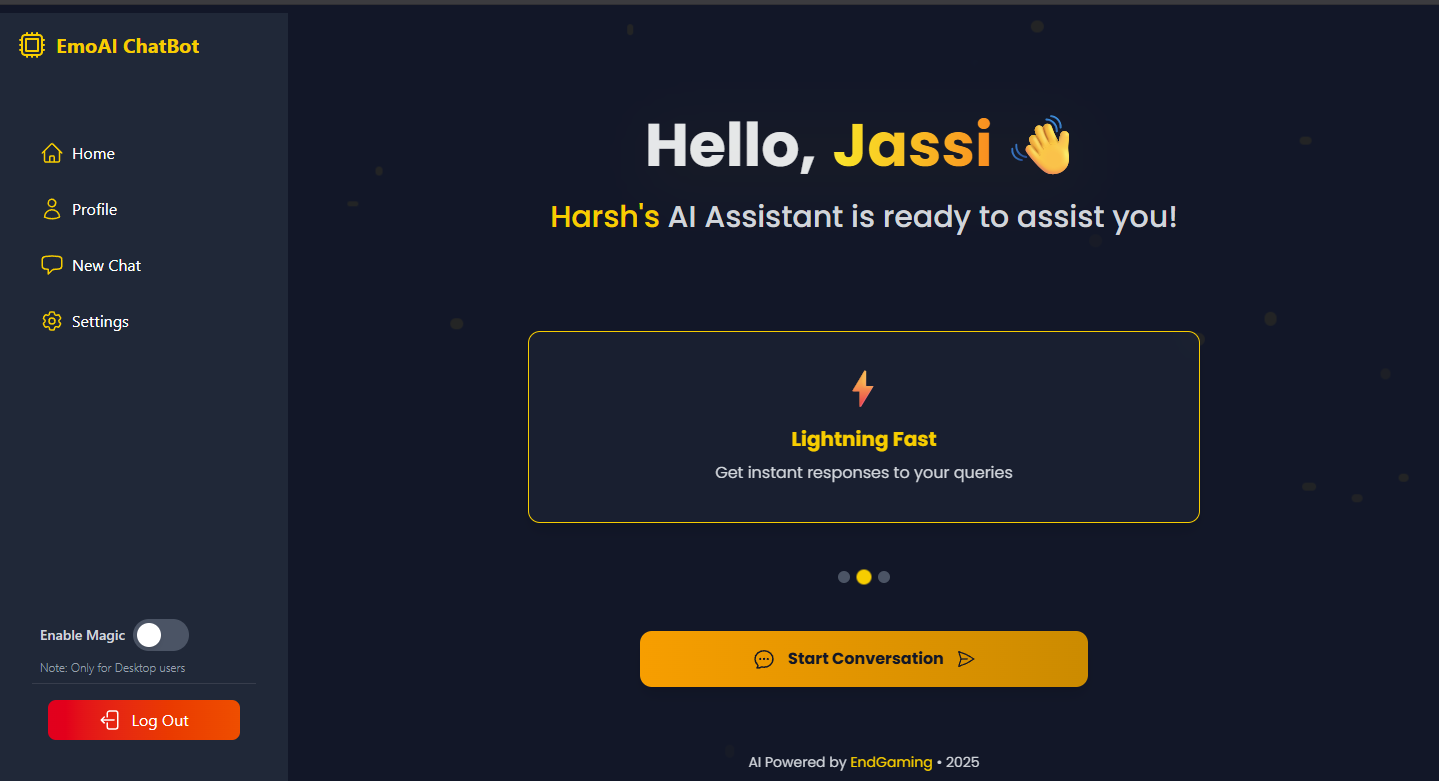 EmoAI ChatBot
Home
Profile
New Chat
Settings
Enable Magic
Note: Only for Desktop users
Log Out
Hello, Jassi 👋
Harsh's AI Assistant is ready to assist you!
Lightning Fast
Get instant responses to your queries
Start Conversation
AI Powered by EndGaming • 2025